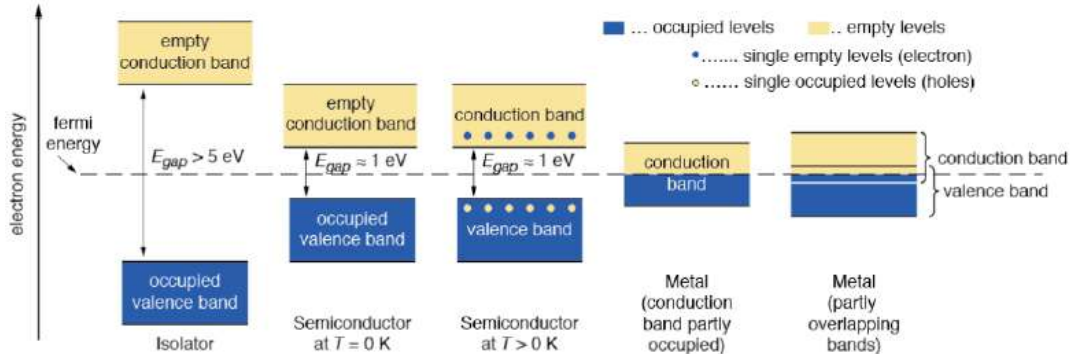 ■ ... occupied levels   ■ .. empty levels
● ....... single empty levels (electron)
● ...... single occupied levels (holes)
electron energy
fermi
energy
empty
conduction band
E_gap > 5 eV
occupied
valence band
Isolator
empty
conduction band
E_gap ≈ 1 eV
occupied
valence band
Semiconductor
at T = 0 K
conduction band
E_gap ≈ 1 eV
valence band
Semiconductor
at T > 0 K
conduction
band
Metal
(conduction
band partly
occupied)
conduction band
valence band
Metal
(partly
overlapping
bands)